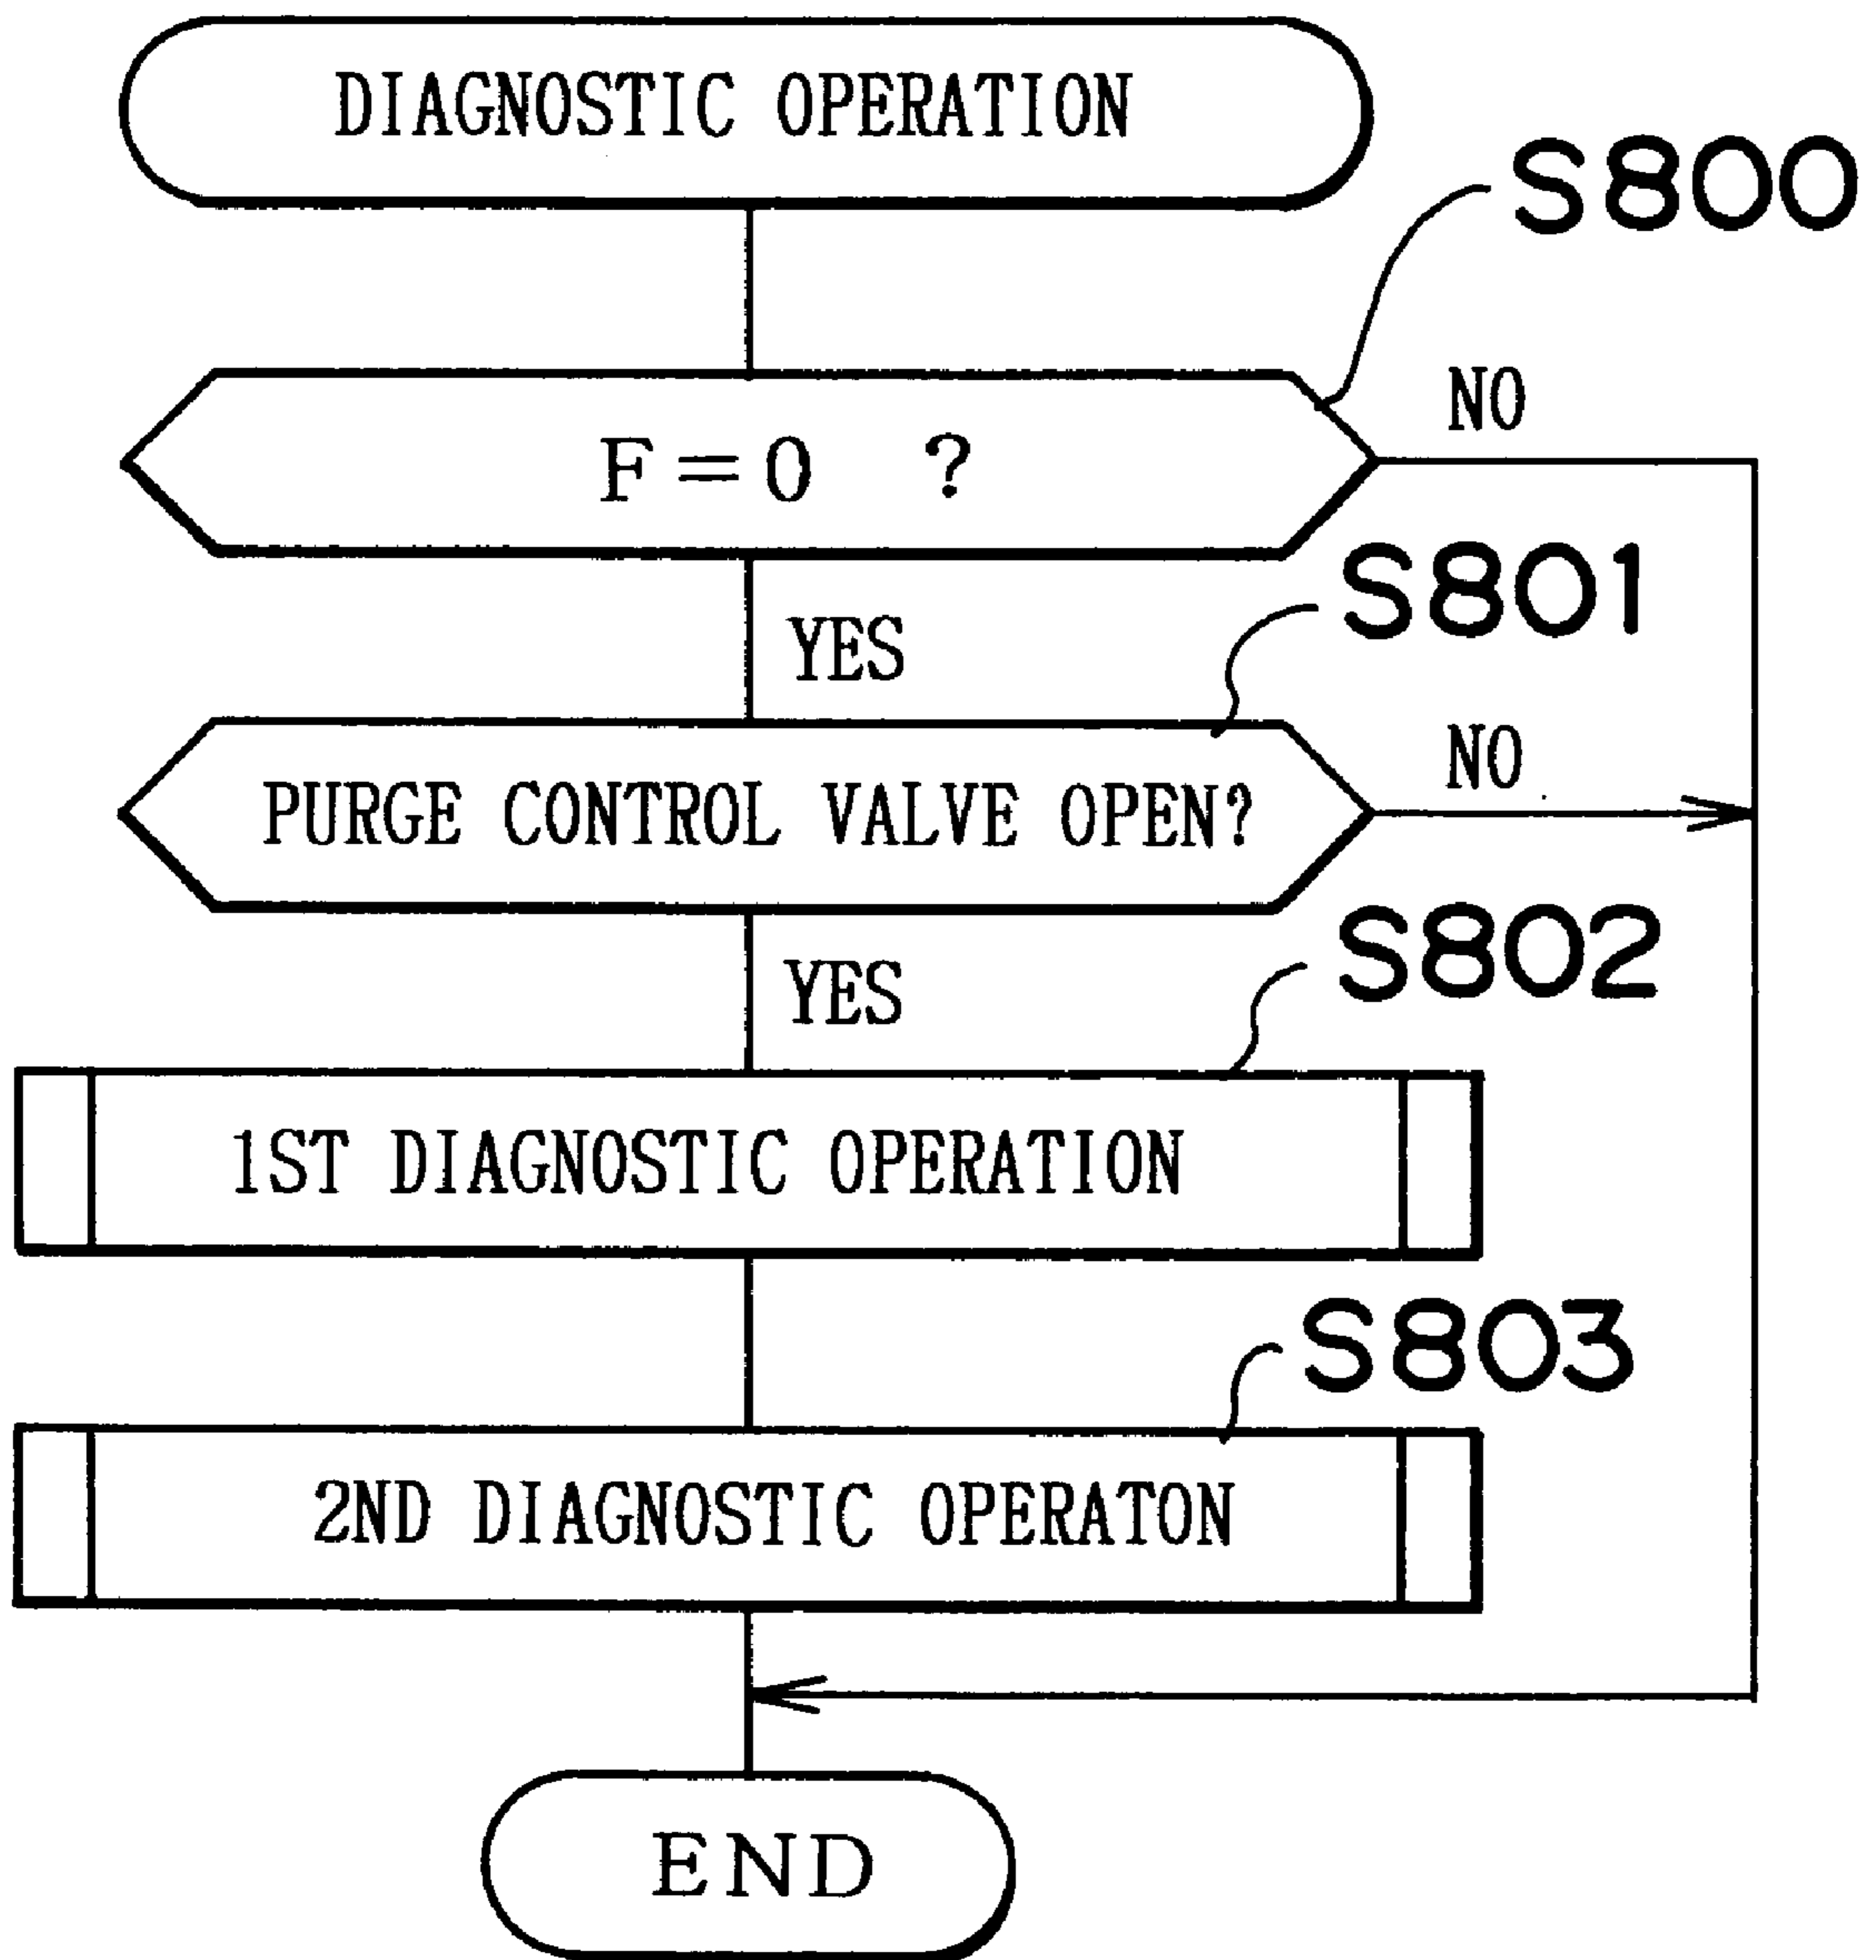 DIAGNOSTIC OPERATION
S800
F=0 ?
NO
YES
S801
PURGE CONTROL VALVE OPEN?
NO
YES
S802
1ST DIAGNOSTIC OPERATION
S803
2ND DIAGNOSTIC OPERATON
END